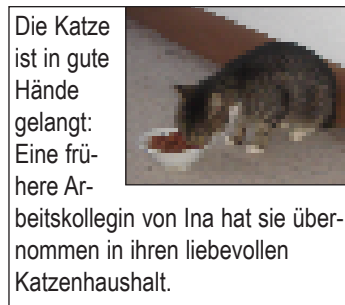 Die Katze
ist in gute
Hände
gelangt:
Eine frü-
here Ar-
beitskollegin von Ina hat sie über-
nommen in ihren liebevollen
Katzenhaushalt.